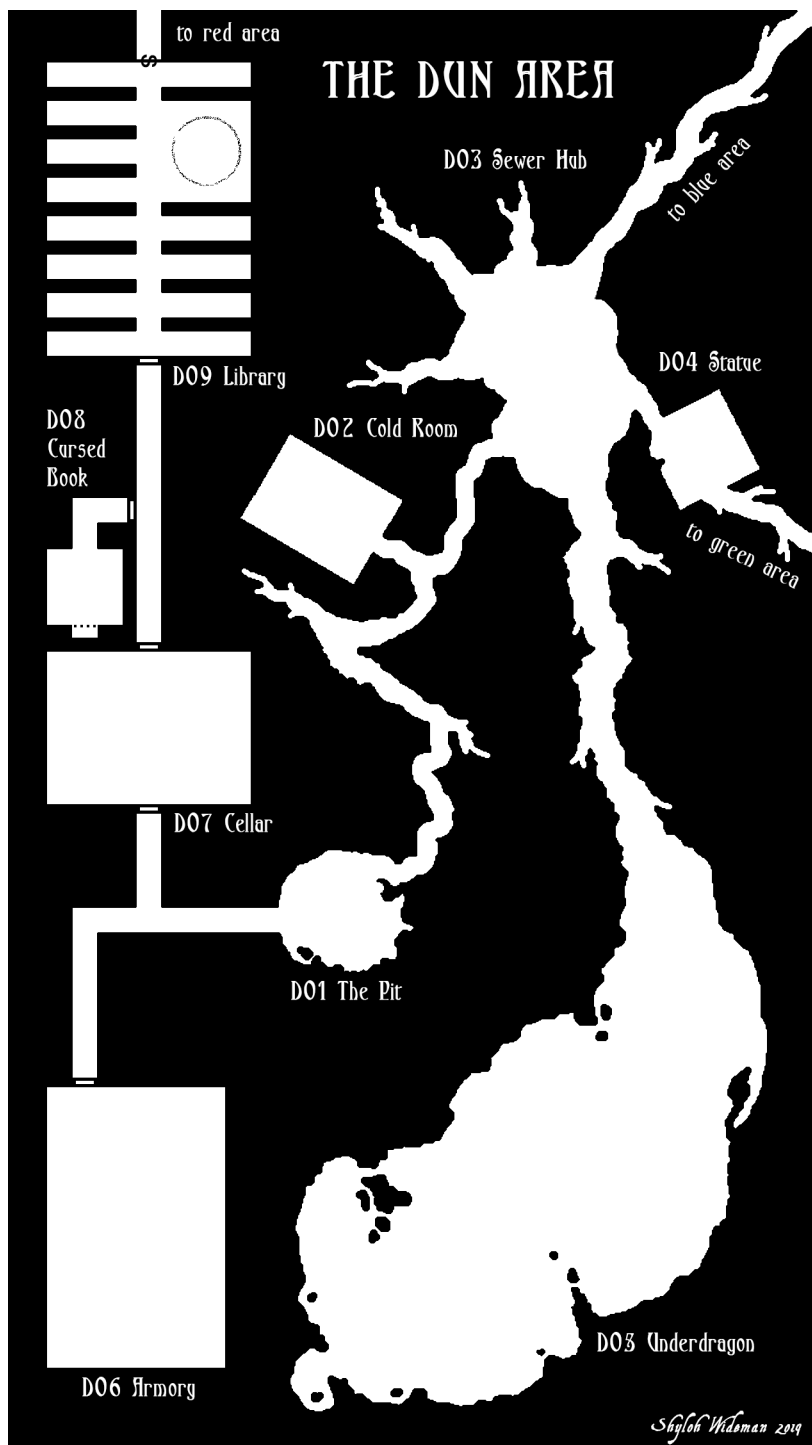 to red area
S
THE DUN AREA
D03 Sewer Hub
to blue area
D09 Library
D04 Statue
D08
Cursed
Book
D02 Cold Room
to green area
D07 Cellar
D01 The Pit
D03 Underdragon
D06 Armory
Shyloh Wideman 2019